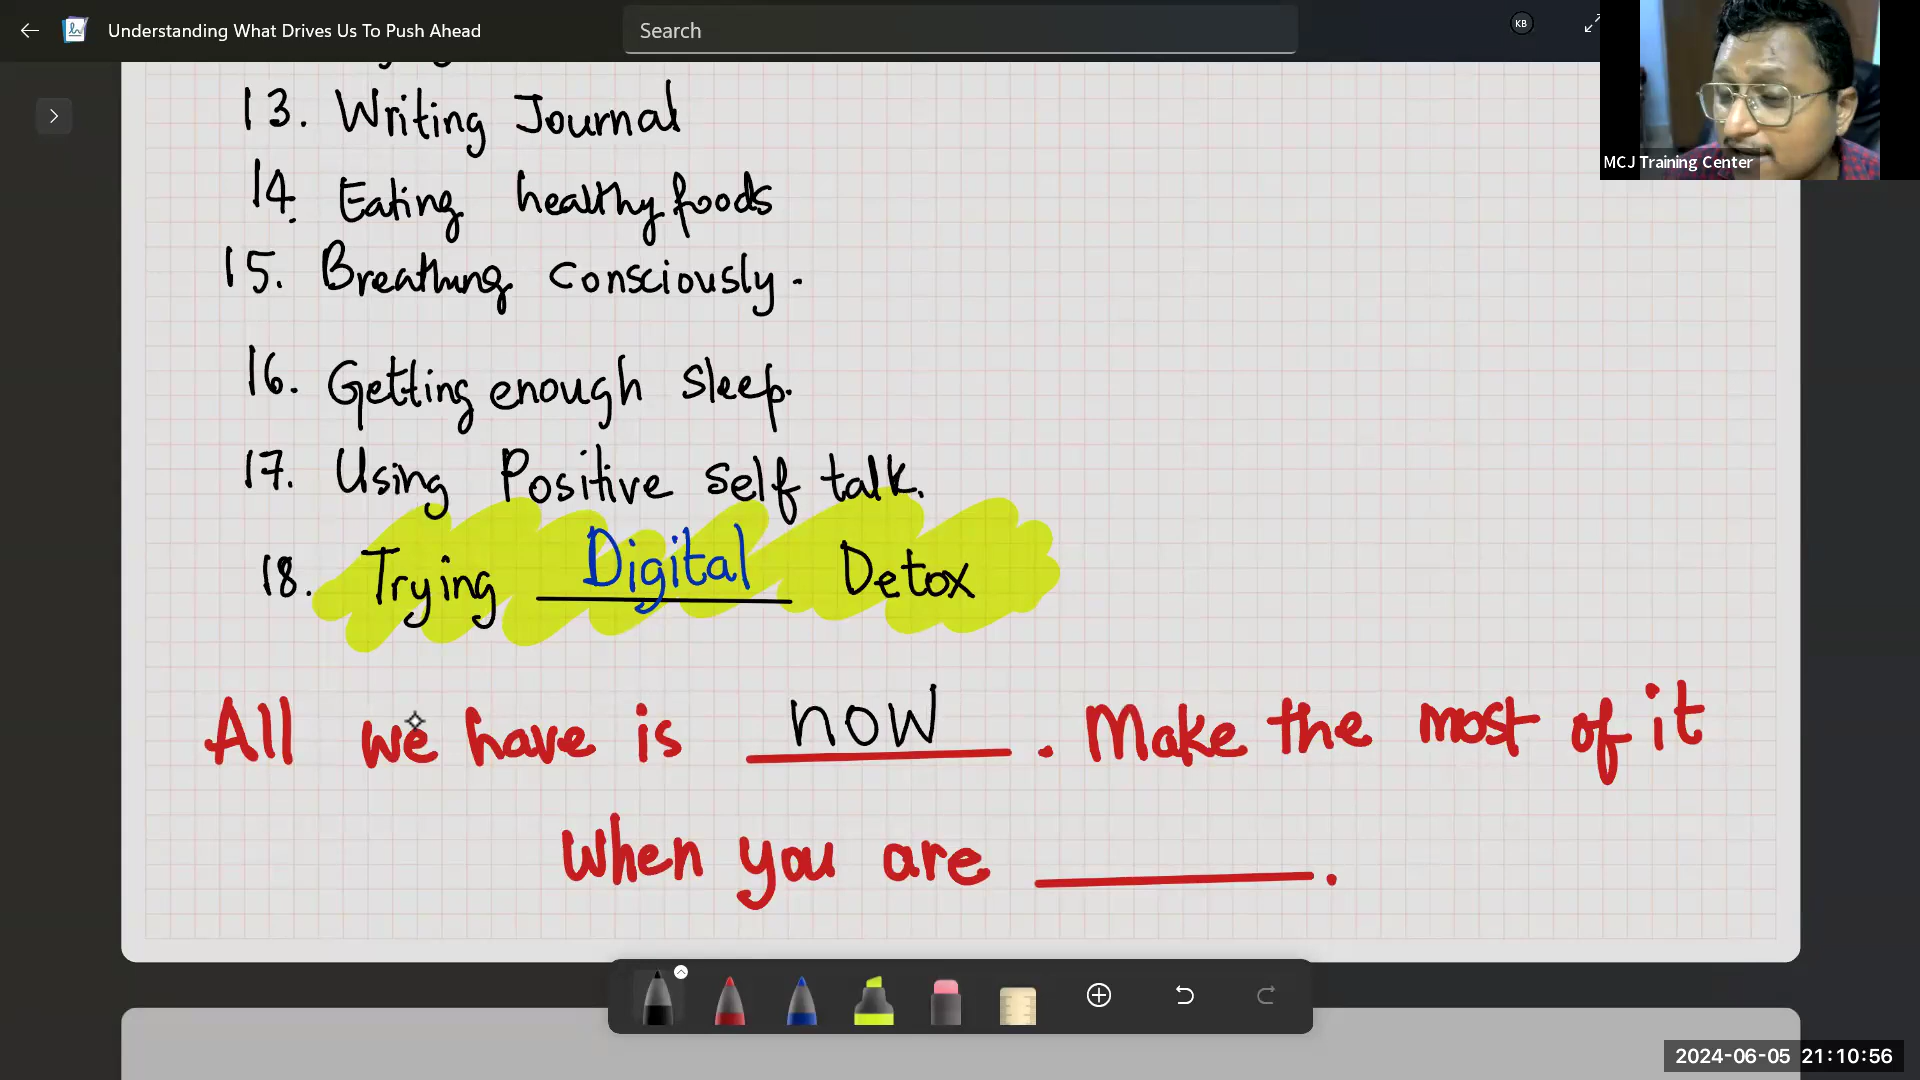 Understanding What Drives Us To Push Ahead
Search
KB
MCJ Training Center
13. Writing Journal
14. Eating healthy foods
15. Breathing Consciously.
16. Getting enough sleep.
17. Using Positive self talk.
18. Trying Digital Detox
All we have is now. Make the most of it
When you are ______.
2024-06-05 21:10:56